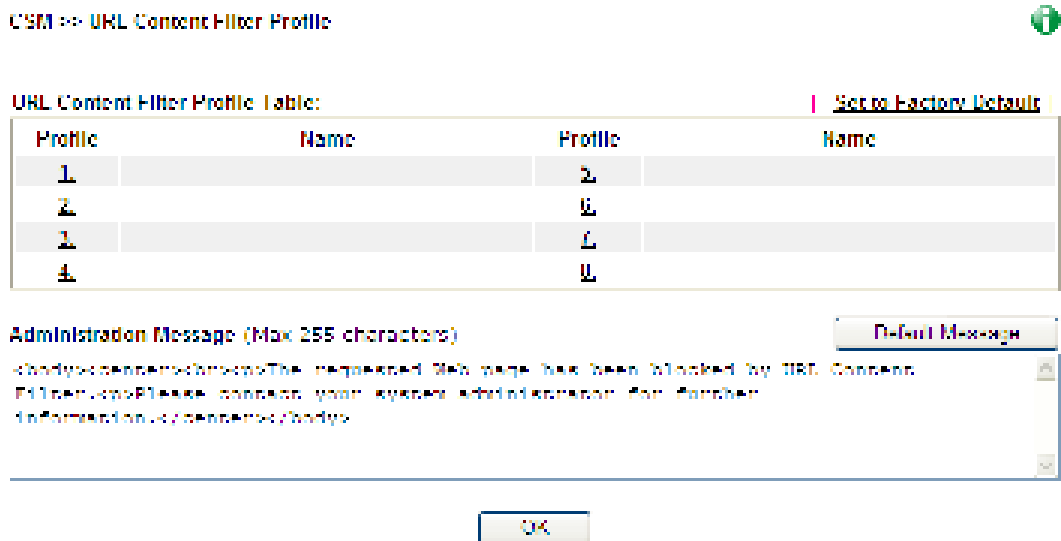 CSM >> URL Content Filter Profile
URL Content Filter Profile Table:
| Set to Factory Default |
Profile Name Profile Name
1. 5.
2. 6.
3. 7.
4. 8.
Administration Message (Max 255 characters)
Default Message
<body><center><br><p>The requested Web page has been blocked by URL Content
Filter.<p>Please contact your system administrator for further
information.</center></body>
OK